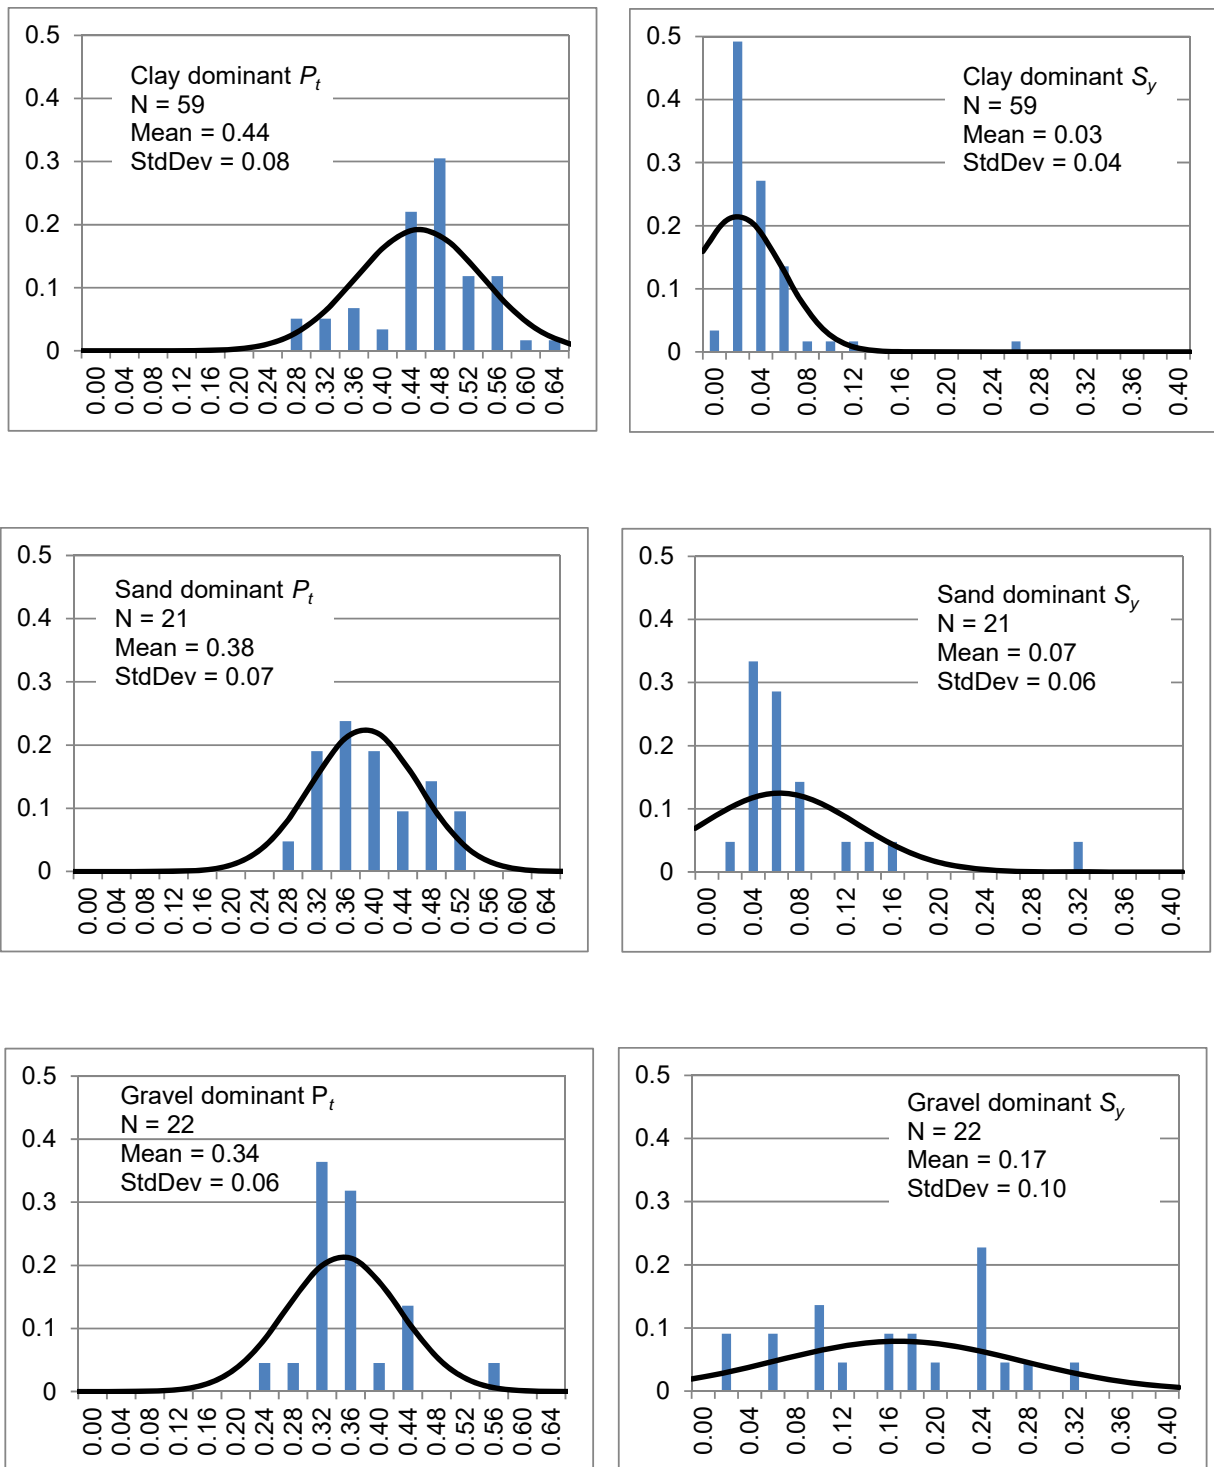 0.5
0.4
0.3
0.2
0.1
0
Clay dominant Pt
N = 59
Mean = 0.44
StdDev = 0.08
0.00 0.04 0.08 0.12 0.16 0.20 0.24 0.28 0.32 0.36 0.40 0.44 0.48 0.52 0.56 0.60 0.64
0.5
0.4
0.3
0.2
0.1
0
Clay dominant Sy
N = 59
Mean = 0.03
StdDev = 0.04
0.00 0.04 0.08 0.12 0.16 0.20 0.24 0.28 0.32 0.36 0.40
0.5
0.4
0.3
0.2
0.1
0
Sand dominant Pt
N = 21
Mean = 0.38
StdDev = 0.07
0.00 0.04 0.08 0.12 0.16 0.20 0.24 0.28 0.32 0.36 0.40 0.44 0.48 0.52 0.56 0.60 0.64
0.5
0.4
0.3
0.2
0.1
0
Sand dominant Sy
N = 21
Mean = 0.07
StdDev = 0.06
0.00 0.04 0.08 0.12 0.16 0.20 0.24 0.28 0.32 0.36 0.40
0.5
0.4
0.3
0.2
0.1
0
Gravel dominant Pt
N = 22
Mean = 0.34
StdDev = 0.06
0.00 0.04 0.08 0.12 0.16 0.20 0.24 0.28 0.32 0.36 0.40 0.44 0.48 0.52 0.56 0.60 0.64
0.5
0.4
0.3
0.2
0.1
0
Gravel dominant Sy
N = 22
Mean = 0.17
StdDev = 0.10
0.00 0.04 0.08 0.12 0.16 0.20 0.24 0.28 0.32 0.36 0.40